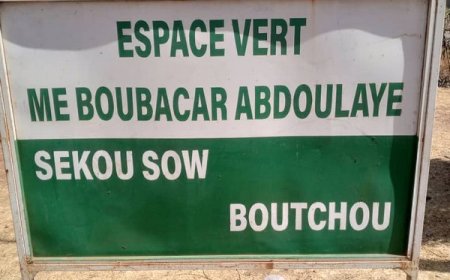 ESPACE VERT
ME BOUBACAR ABDOULAYE
SEKOU SOW
BOUTCHOU